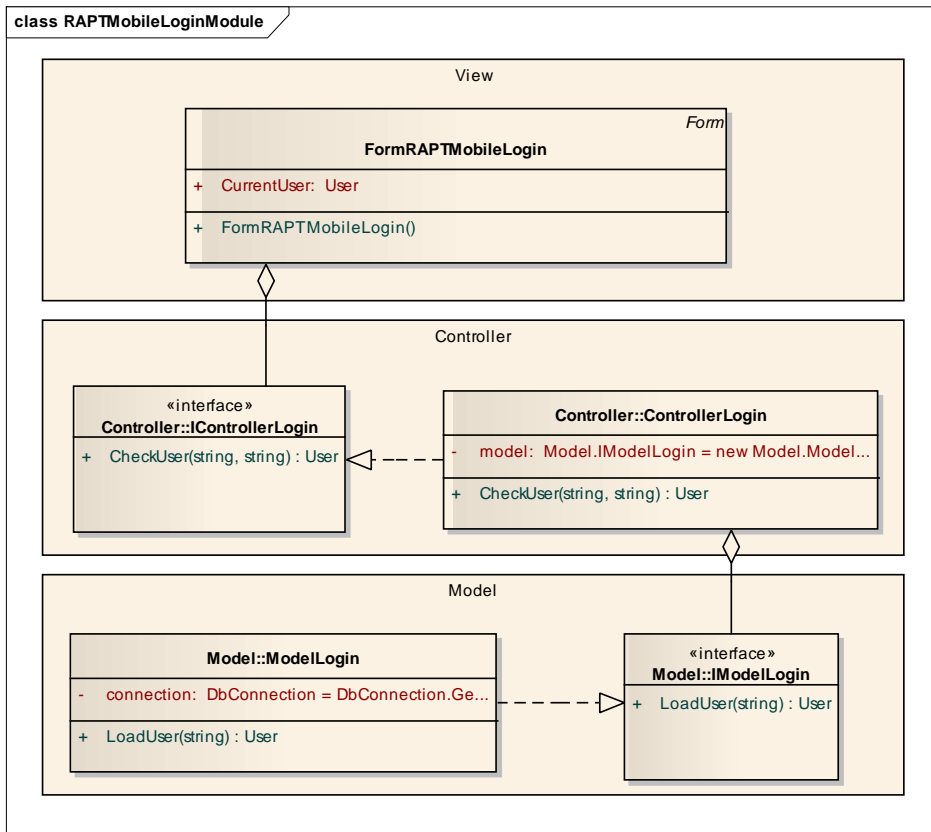 class RAPTMobileLoginModule
View
Form
FormRAPTMobileLogin
+ CurrentUser: User
+ FormRAPTMobileLogin()
Controller
«interface»
Controller::IControllerLogin
+ CheckUser(string, string) : User
Controller::ControllerLogin
- model: Model.IModelLogin = new Model.Model...
+ CheckUser(string, string) : User
Model
Model::ModelLogin
- connection: DbConnection = DbConnection.Ge...
+ LoadUser(string) : User
«interface»
Model::IModelLogin
+ LoadUser(string) : User